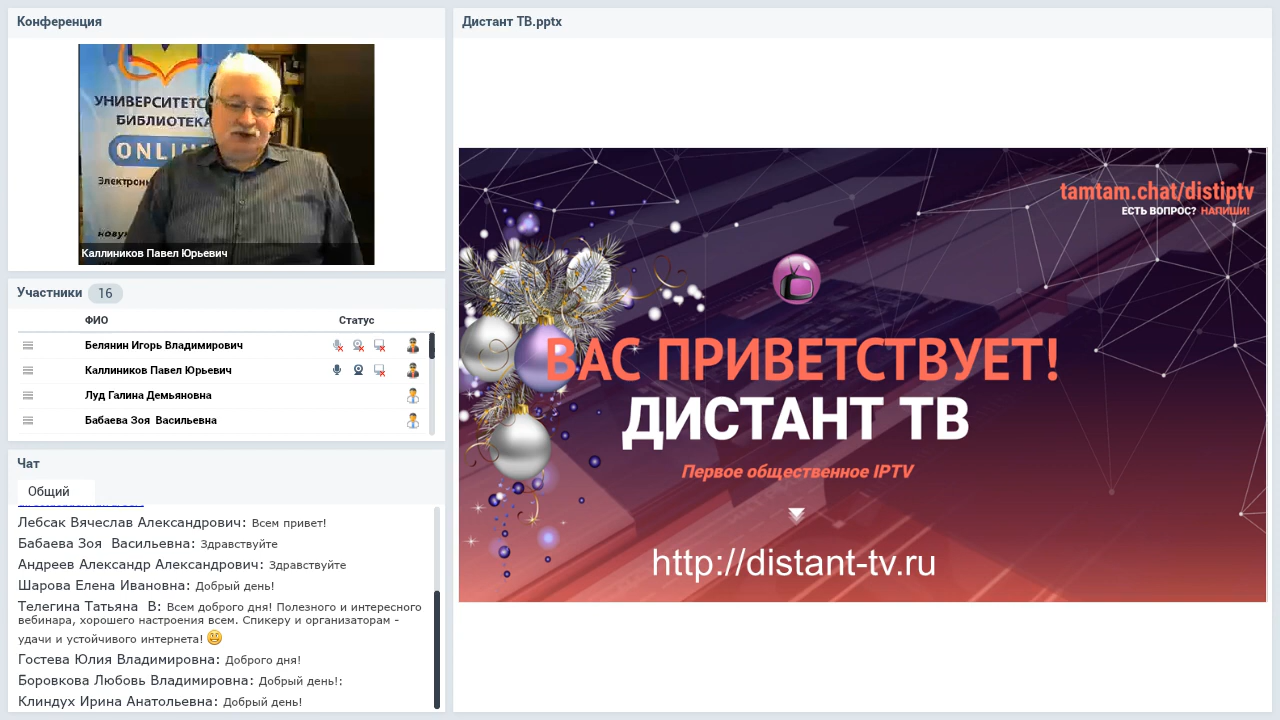 Конференция
УНИВЕРСИТЕТС
БИБЛИОТЕКА
ONLINE
Электронн
новую
Каллиников Павел Юрьевич
Участники 16
ФИО Статус
Белянин Игорь Владимирович
Каллиников Павел Юрьевич
Луд Галина Демьяновна
Бабаева Зоя Васильевна
Чат
Общий
Лебсак Вячеслав Александрович: Всем привет!
Бабаева Зоя Васильевна: Здравствуйте
Андреев Александр Александрович: Здравствуйте
Шарова Елена Ивановна: Добрый день!
Телегина Татьяна В: Всем доброго дня! Полезного и интересного
вебинара, хорошего настроения всем. Спикеру и организаторам -
удачи и устойчивого интернета!
Гостева Юлия Владимировна: Доброго дня!
Боровкова Любовь Владимировна: Добрый день!:
Клиндух Ирина Анатольевна: Добрый день!
Дистант ТВ.pptx
tamtam.chat/distiptv
ЕСТЬ ВОПРОС? НАПИШИ!
ВАС ПРИВЕТСТВУЕТ!
ДИСТАНТ ТВ
Первое общественное IPTV
http://distant-tv.ru